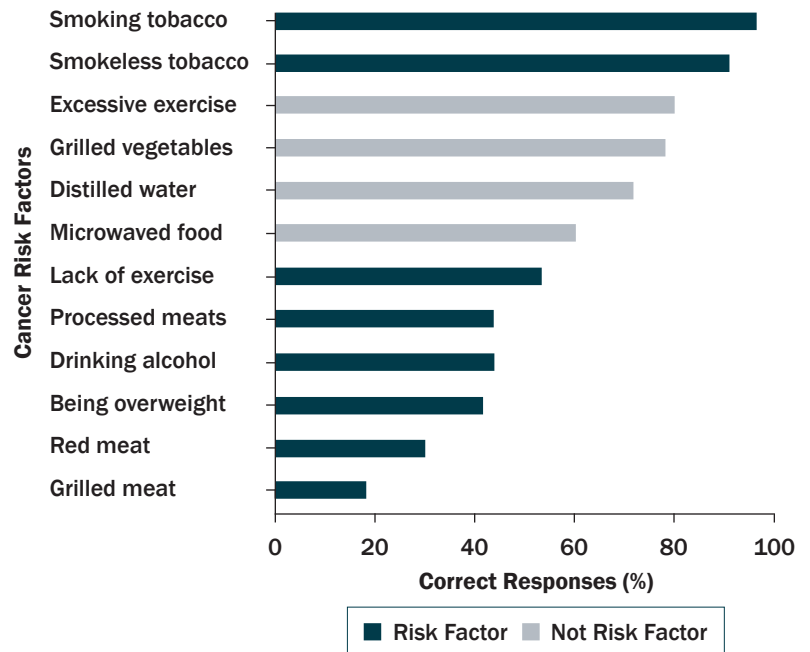 Cancer Risk Factors
Smoking tobacco
Smokeless tobacco
Excessive exercise
Grilled vegetables
Distilled water
Microwaved food
Lack of exercise
Processed meats
Drinking alcohol
Being overweight
Red meat
Grilled meat
0 20 40 60 80 100
Correct Responses (%)
Risk Factor Not Risk Factor